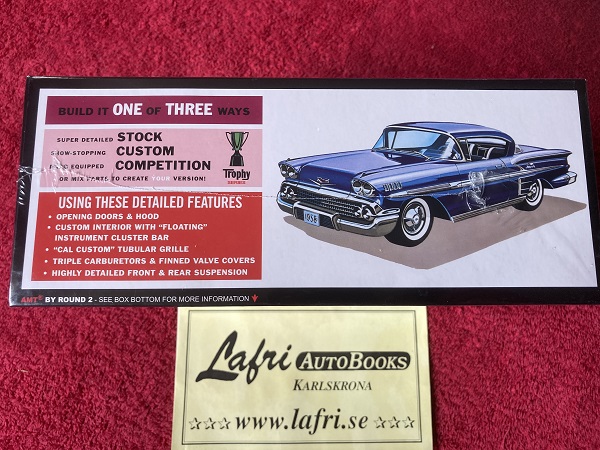 BUILD IT ONE OF THREE WAYS
SUPER DETAILED STOCK
SHOW-STOPPING CUSTOM
EQUIPPED COMPETITION
OR MIX PARTS TO CREATE YOUR VERSION!
Trophy
SERIES
USING THESE DETAILED FEATURES
• OPENING DOORS & HOOD
• CUSTOM INTERIOR WITH "FLOATING"
INSTRUMENT CLUSTER BAR
• "CAL CUSTOM" TUBULAR GRILLE
• TRIPLE CARBURETORS & FINNED VALVE COVERS
• HIGHLY DETAILED FRONT & REAR SUSPENSION
1958
AMT® BY ROUND 2 - SEE BOX BOTTOM FOR MORE INFORMATION
Lafri AUTOBOOKS
KARLSKRONA
www.lafri.se